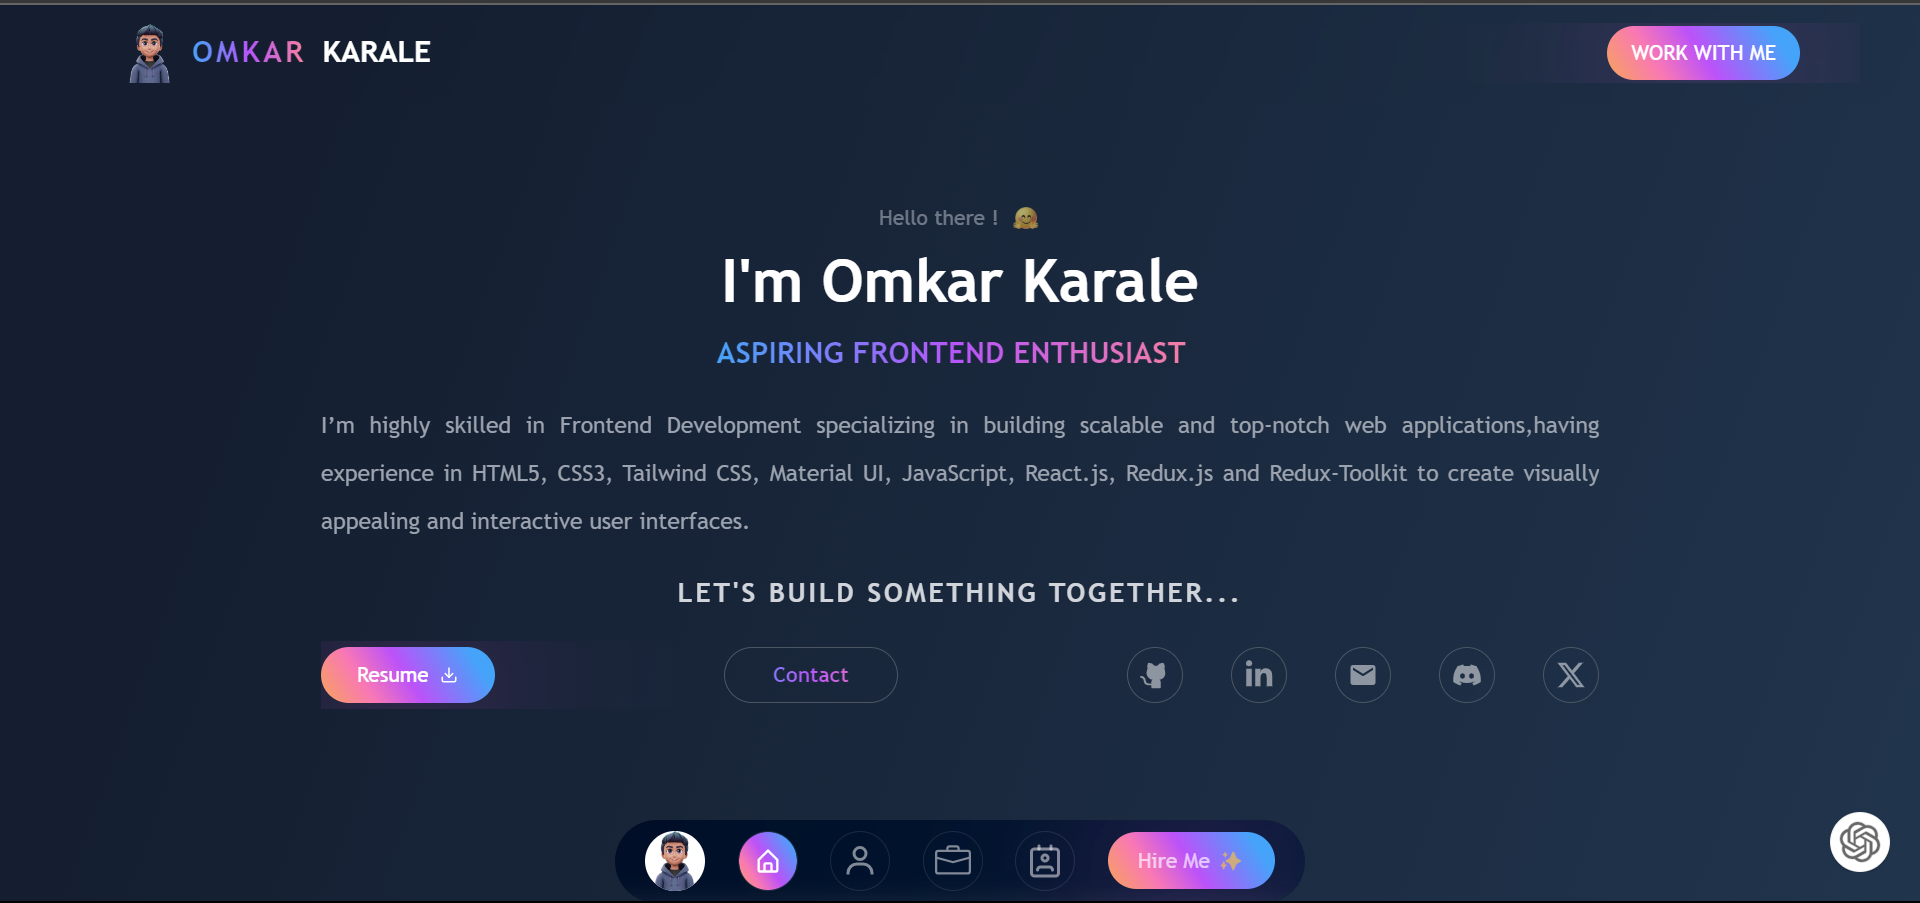 OMKAR KARALE
WORK WITH ME
Hello there ! 🤗
I'm Omkar Karale
ASPIRING FRONTEND ENTHUSIAST
I’m highly skilled in Frontend Development specializing in building scalable and top-notch web applications,having
experience in HTML5, CSS3, Tailwind CSS, Material UI, JavaScript, React.js, Redux.js and Redux-Toolkit to create visually
appealing and interactive user interfaces.
LET'S BUILD SOMETHING TOGETHER...
Resume
Contact
in
X
Hire Me ✨